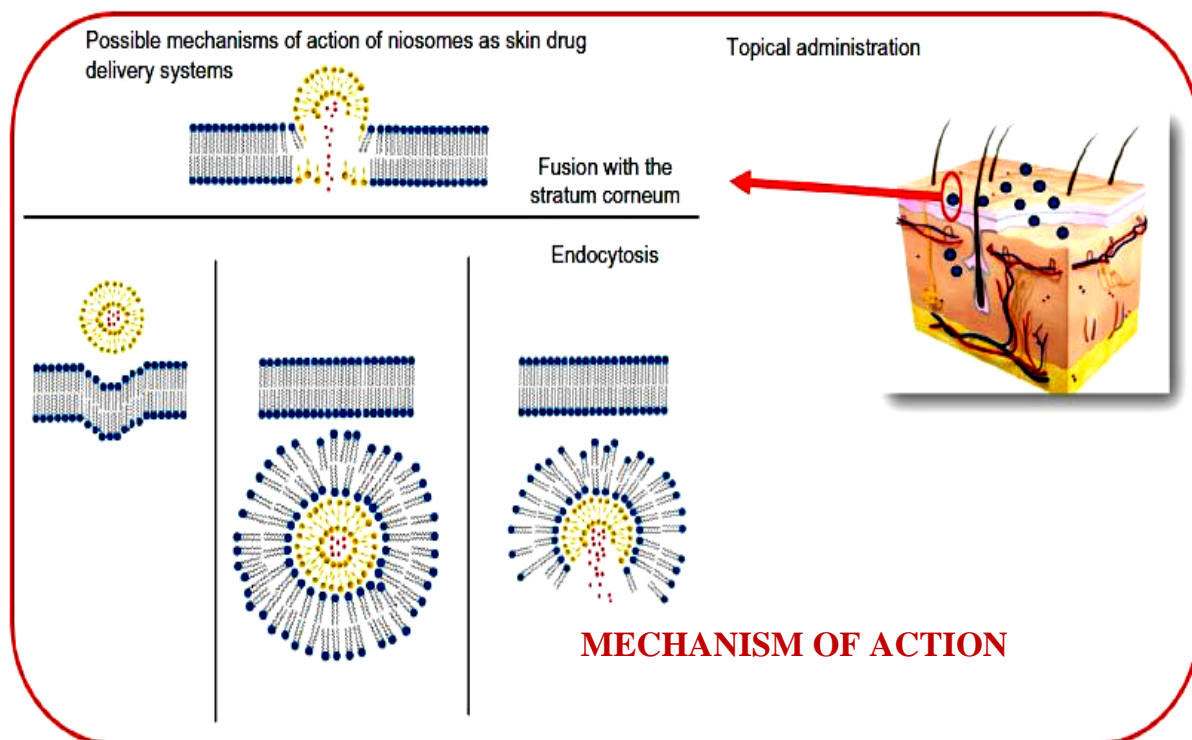 Possible mechanisms of action of niosomes as skin drug
delivery systems
Topical administration
Fusion with the
stratum corneum
Endocytosis
MECHANISM OF ACTION